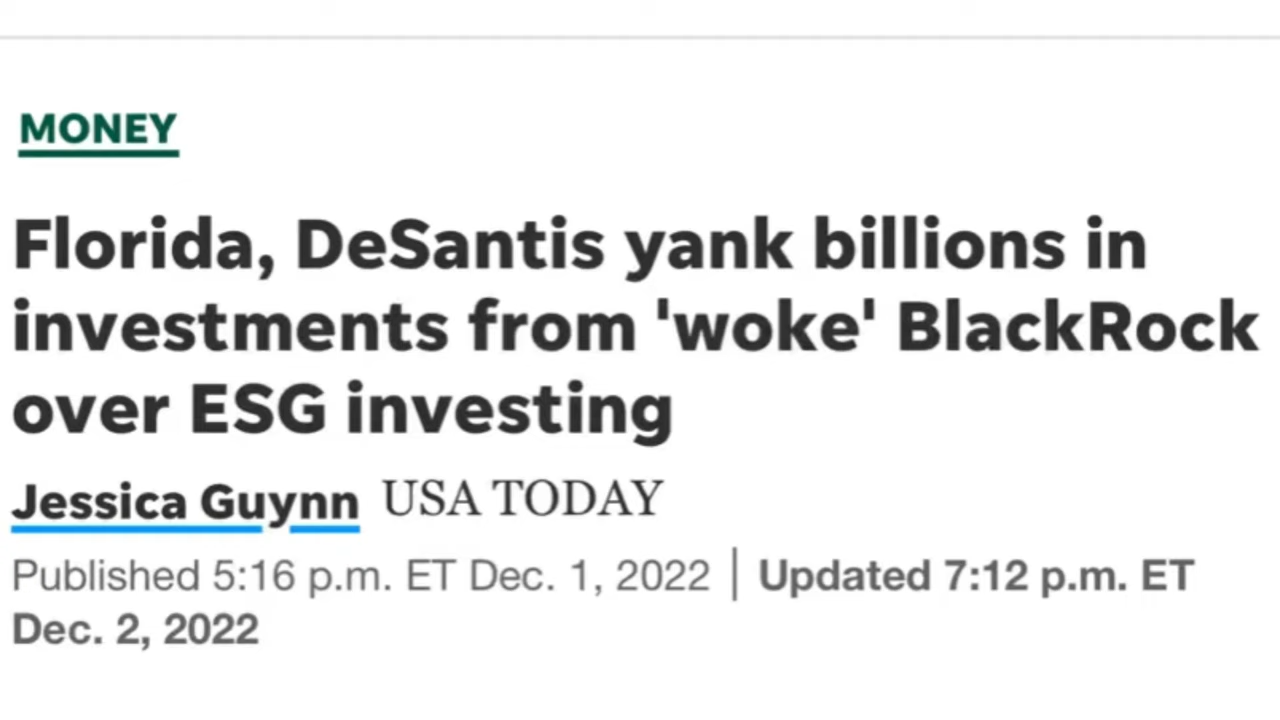 MONEY
Florida, DeSantis yank billions in
investments from 'woke' BlackRock
over ESG investing
Jessica Guynn USA TODAY
Published 5:16 p.m. ET Dec. 1, 2022 | Updated 7:12 p.m. ET
Dec. 2, 2022